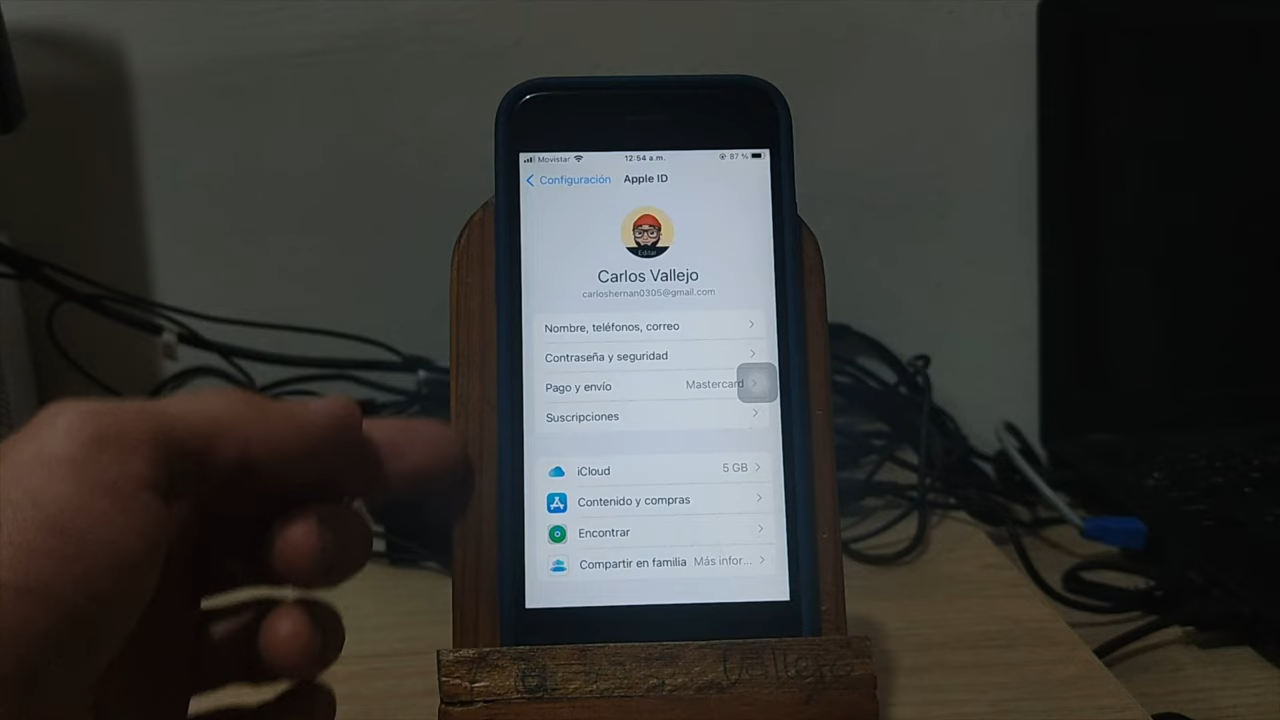 Movistar 12:54 a.m. 87 %
Configuración Apple ID
Editar
Carlos Vallejo
carloshernan0305@gmail.com
Nombre, teléfonos, correo
Contraseña y seguridad
Pago y envío Mastercard
Suscripciones
iCloud 5 GB
Contenido y compras
Encontrar
Compartir en familia Más infor...
Vallejo